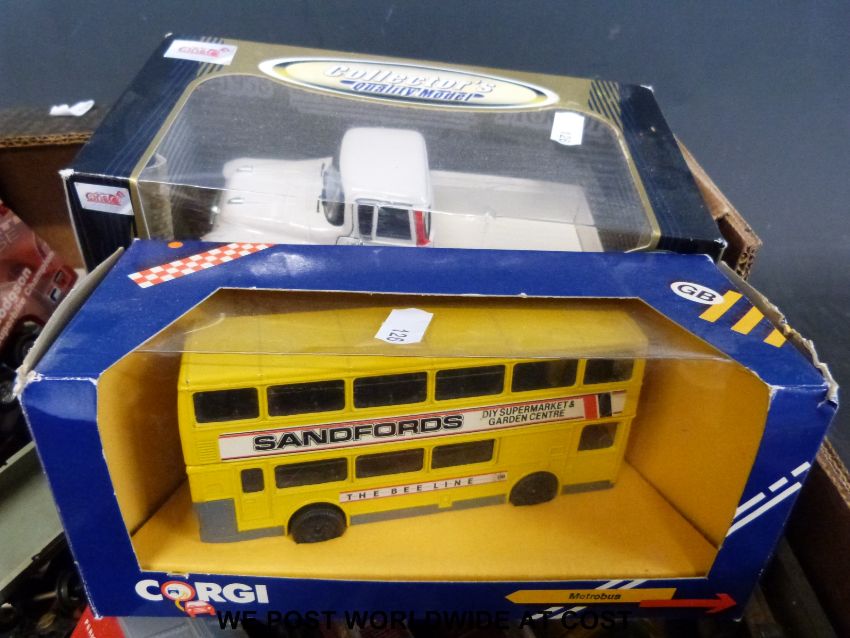 Collector's
Quality Model
126
GB
126
SANDFORDS
DIY SUPERMARKET &
GARDEN CENTRE
THE BEE LINE
CORGI
Metrobus
WE POST WORLDWIDE AT COST